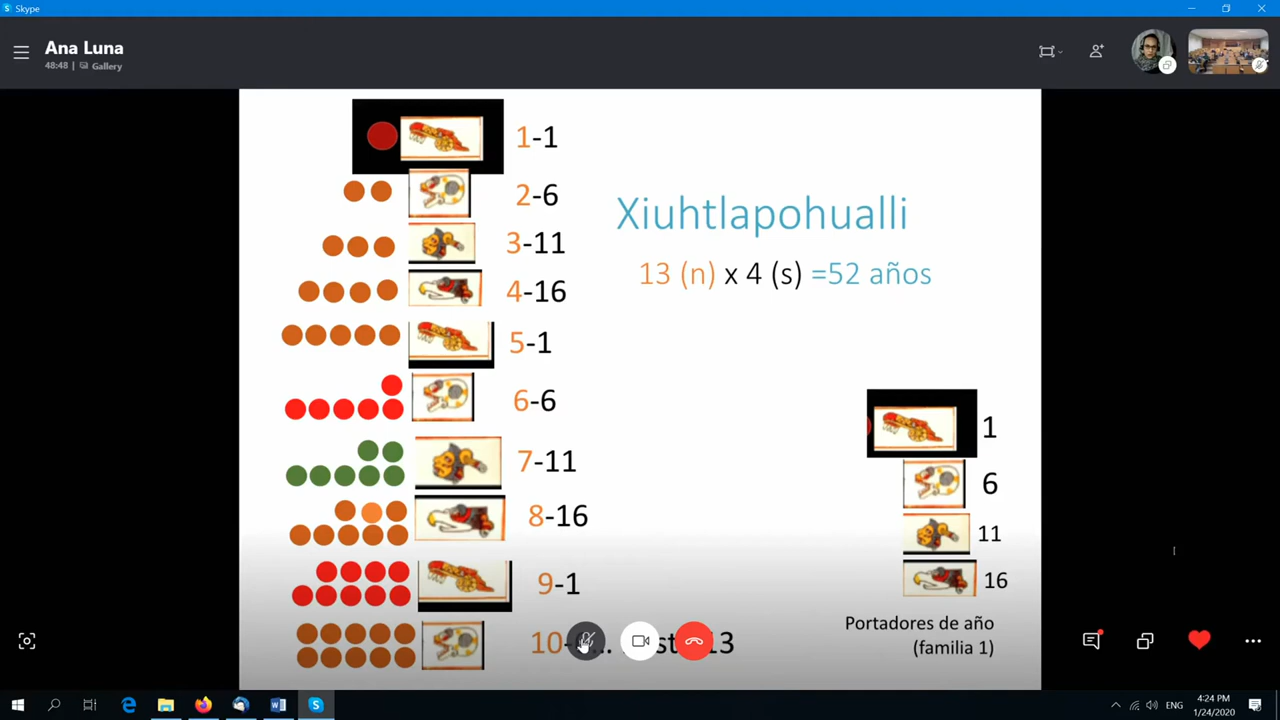 Skype
Ana Luna
48:48 | Gallery
1-1
2-6
3-11
4-16
5-1
6-6
7-11
8-16
9-1
10-
13
Xiuhtlapohualli
13 (n) x 4 (s) =52 años
1
6
11
16
Portadores de año
(familia 1)
ENG
4:24 PM
1/24/2020